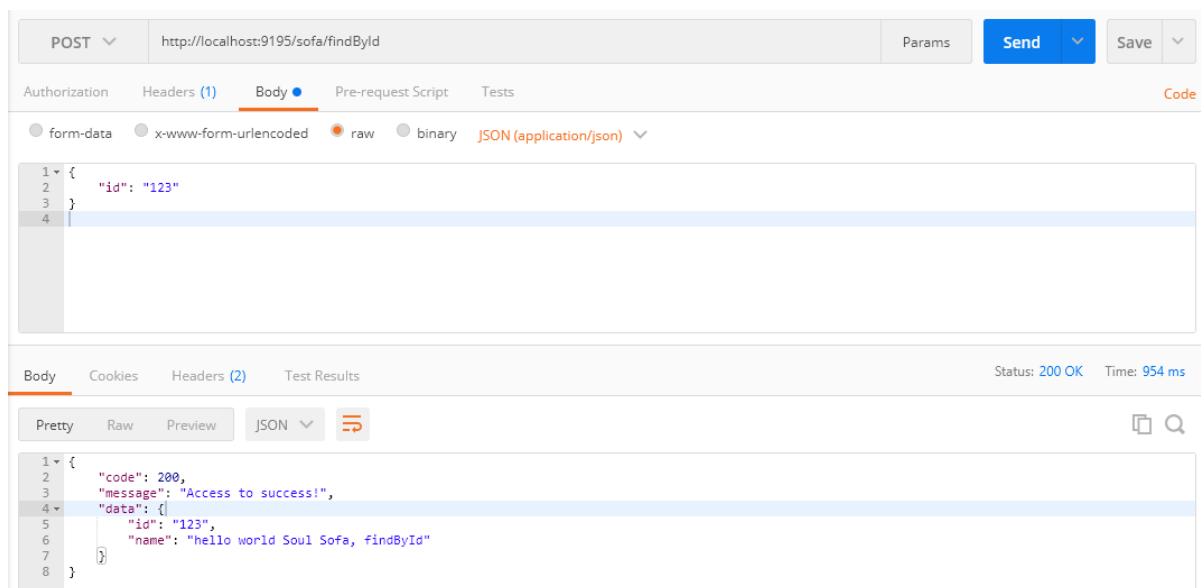 POST http://localhost:9195/sofa/findById Params Send Save
Authorization Headers (1) Body Pre-request Script Tests Code
form-data x-www-form-urlencoded raw binary JSON (application/json)
1 {
2 "id": "123"
3 }
4
Body Cookies Headers (2) Test Results Status: 200 OK Time: 954 ms
Pretty Raw Preview JSON
1 {
2 "code": 200,
3 "message": "Access to success!",
4 "data": {
5 "id": "123",
6 "name": "hello world Soul Sofa, findById"
7 }
8 }